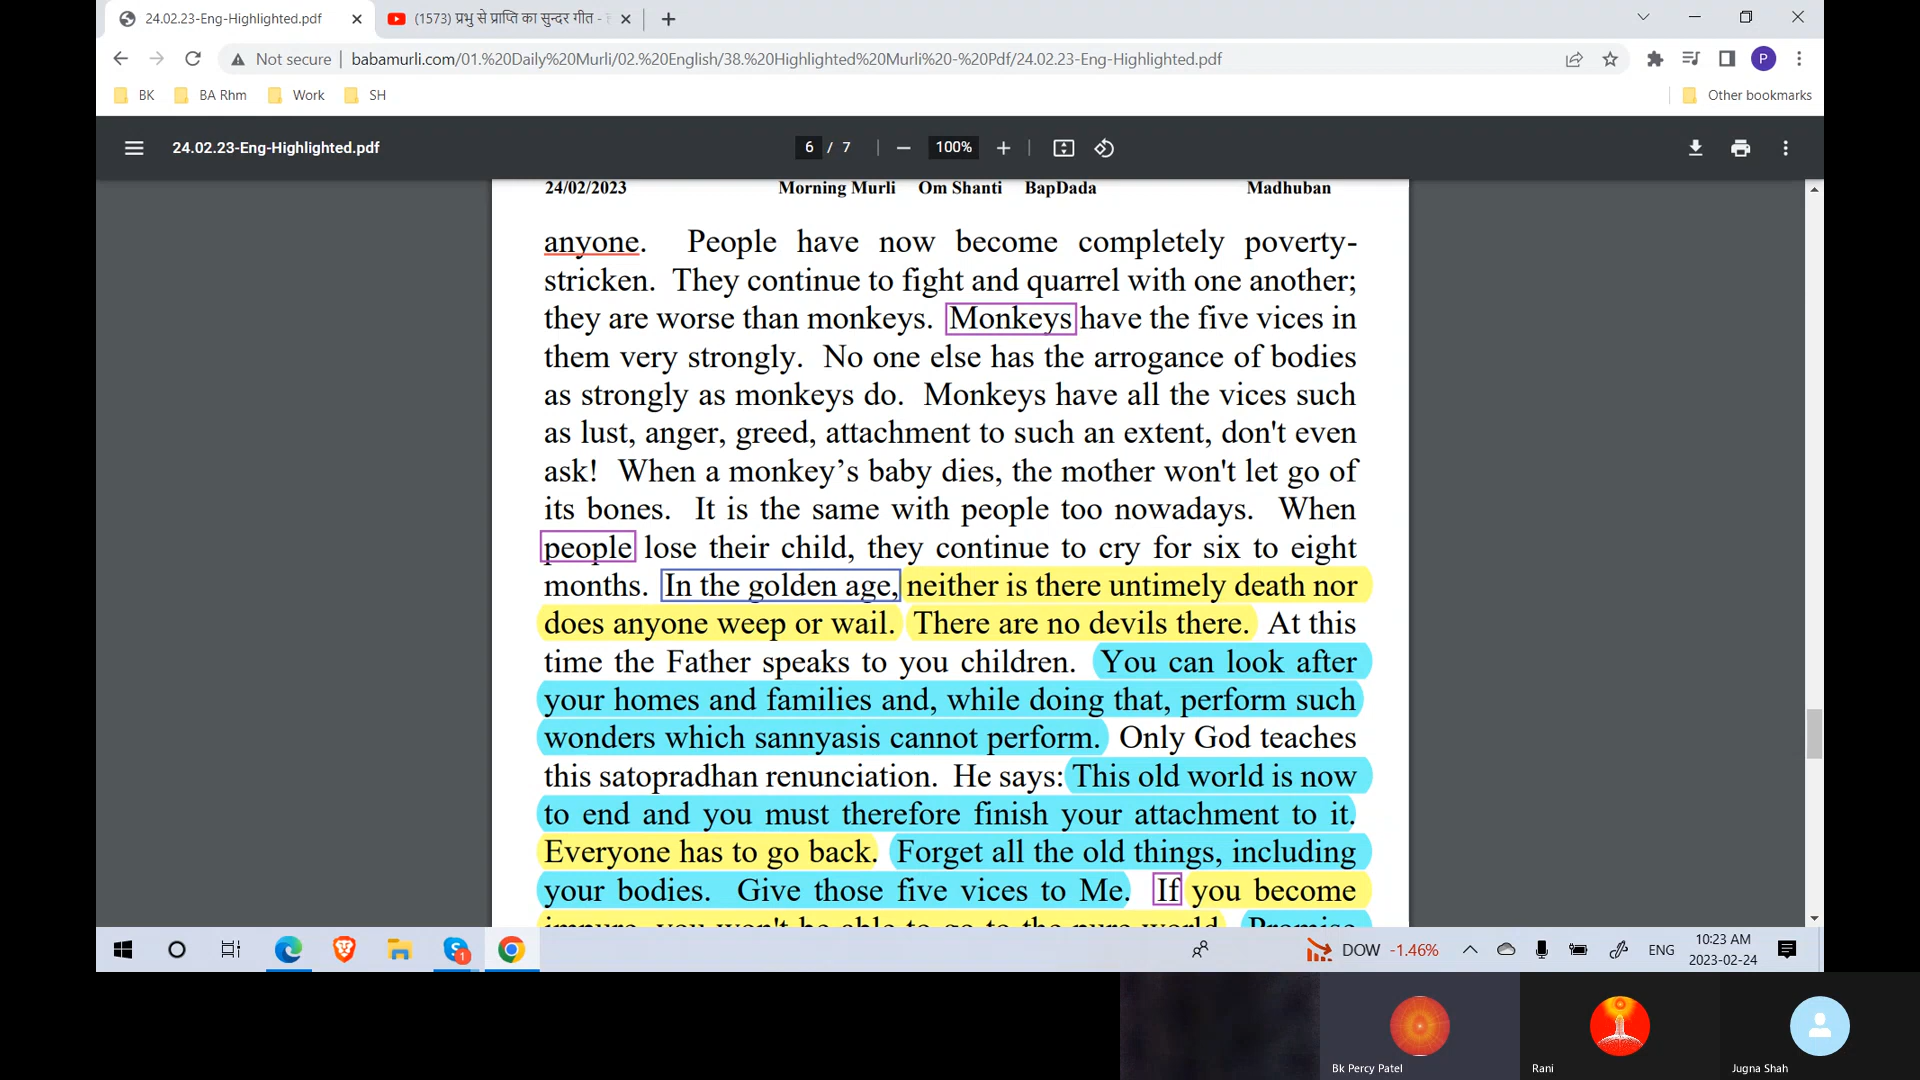 24.02.23-Eng-Highlighted.pdf
(1573) प्रभु से प्राप्ति का सुन्दर गीत -
Not secure
babamurli.com/01.%20Daily%20Murli/02.%20English/38.%20Highlighted%20Murli%20-%20Pdf/24.02.23-Eng-Highlighted.pdf
P
BK
BA Rhm
Work
SH
Other bookmarks
24.02.23-Eng-Highlighted.pdf
6 / 7
100%
24/02/2023 Morning Murli Om Shanti BapDada Madhuban
anyone. People have now become completely poverty-
stricken. They continue to fight and quarrel with one another;
they are worse than monkeys. Monkeys have the five vices in
them very strongly. No one else has the arrogance of bodies
as strongly as monkeys do. Monkeys have all the vices such
as lust, anger, greed, attachment to such an extent, don't even
ask! When a monkey’s baby dies, the mother won't let go of
its bones. It is the same with people too nowadays. When
people lose their child, they continue to cry for six to eight
months. In the golden age, neither is there untimely death nor
does anyone weep or wail. There are no devils there. At this
time the Father speaks to you children. You can look after
your homes and families and, while doing that, perform such
wonders which sannyasis cannot perform. Only God teaches
this satopradhan renunciation. He says: This old world is now
to end and you must therefore finish your attachment to it.
Everyone has to go back. Forget all the old things, including
your bodies. Give those five vices to Me. If you become
impure, you won't be able to go to the pure world. Promise
1
DOW -1.46%
ENG
10:23 AM
2023-02-24
Bk Percy Patel
Rani
Jugna Shah